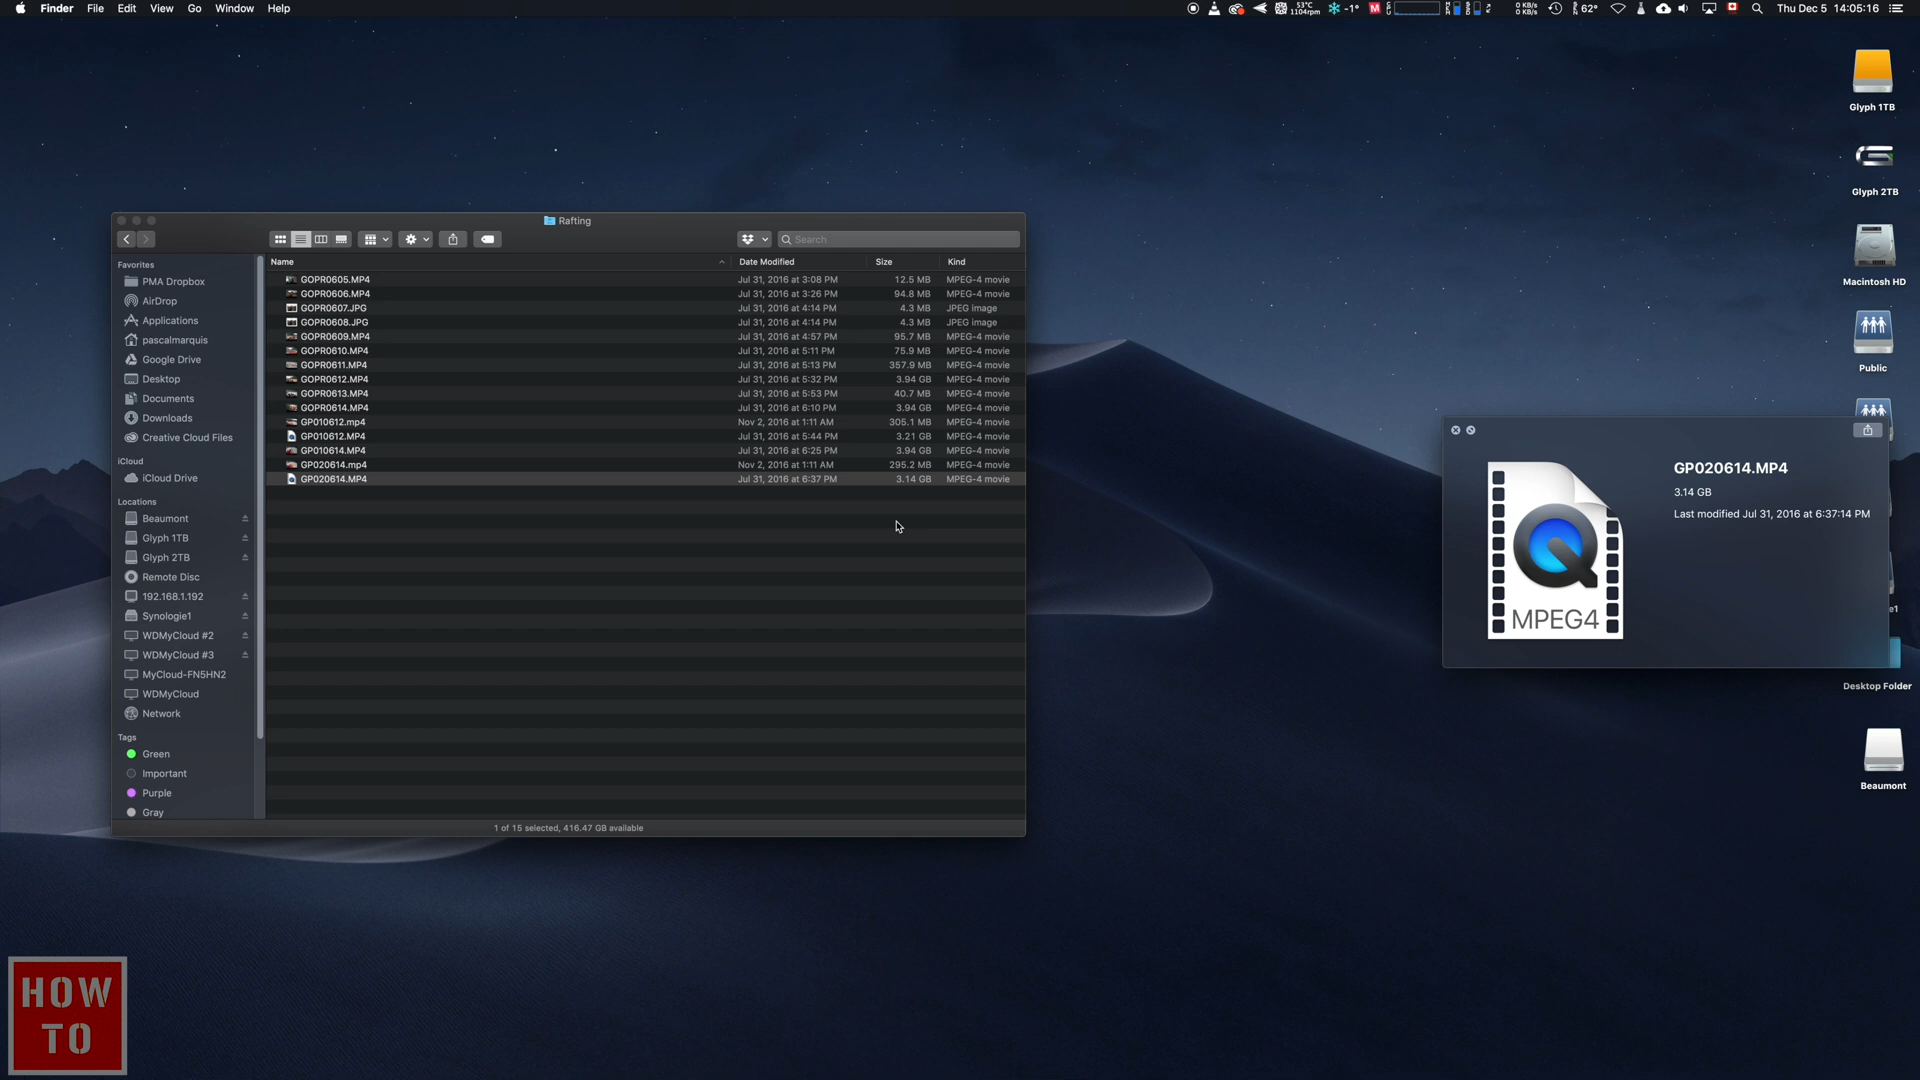 Finder File Edit View Go Window Help
53°C
1104rpm
-1°
0 KB/s
0 KB/s
62°
Thu Dec 5 14:05:16
Glyph 1TB
Glyph 2TB
Macintosh HD
Public
e1
Desktop Folder
Beaumont
Rafting
Search
Name Date Modified Size Kind
GOPR0605.MP4 Jul 31, 2016 at 3:08 PM 12.5 MB MPEG-4 movie
GOPR0606.MP4 Jul 31, 2016 at 3:26 PM 94.8 MB MPEG-4 movie
GOPR0607.JPG Jul 31, 2016 at 4:14 PM 4.3 MB JPEG image
GOPR0608.JPG Jul 31, 2016 at 4:14 PM 4.3 MB JPEG image
GOPR0609.MP4 Jul 31, 2016 at 4:57 PM 95.7 MB MPEG-4 movie
GOPR0610.MP4 Jul 31, 2016 at 5:11 PM 75.9 MB MPEG-4 movie
GOPR0611.MP4 Jul 31, 2016 at 5:13 PM 357.9 MB MPEG-4 movie
GOPR0612.MP4 Jul 31, 2016 at 5:32 PM 3.94 GB MPEG-4 movie
GOPR0613.MP4 Jul 31, 2016 at 5:53 PM 40.7 MB MPEG-4 movie
GOPR0614.MP4 Jul 31, 2016 at 6:10 PM 3.94 GB MPEG-4 movie
GP010612.mp4 Nov 2, 2016 at 1:11 AM 305.1 MB MPEG-4 movie
GP010612.MP4 Jul 31, 2016 at 5:44 PM 3.21 GB MPEG-4 movie
GP010614.MP4 Jul 31, 2016 at 6:25 PM 3.94 GB MPEG-4 movie
GP020614.mp4 Nov 2, 2016 at 1:11 AM 295.2 MB MPEG-4 movie
GP020614.MP4 Jul 31, 2016 at 6:37 PM 3.14 GB MPEG-4 movie
Favorites
PMA Dropbox
AirDrop
Applications
pascalmarquis
Google Drive
Desktop
Documents
Downloads
Creative Cloud Files
iCloud
iCloud Drive
Locations
Beaumont
Glyph 1TB
Glyph 2TB
Remote Disc
192.168.1.192
Synologie1
WDMyCloud #2
WDMyCloud #3
MyCloud-FN5HN2
WDMyCloud
Network
Tags
Green
Important
Purple
Gray
1 of 15 selected, 416.47 GB available
GP020614.MP4
3.14 GB
Last modified Jul 31, 2016 at 6:37:14 PM
MPEG4
HOW
TO